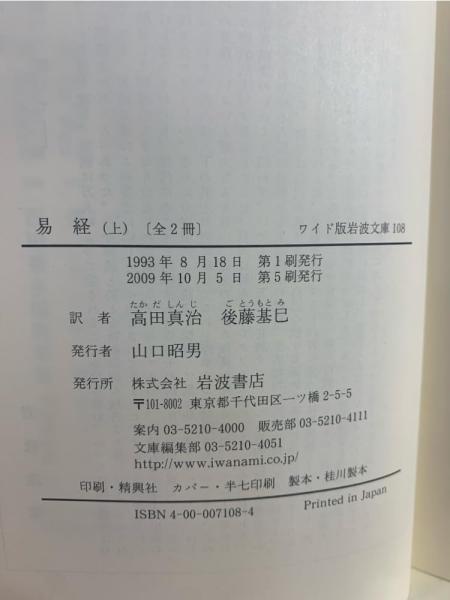 易 経（上）〔全2冊〕 ワイド版岩波文庫 108
1993年 8月18日 第1刷発行
2009年10月 5日 第5刷発行
たか だ しん じ ご とうもと み
訳 者 高田真治 後藤基巳
発行者 山口昭男
発行所 株式会社 岩波書店
〒101-8002 東京都千代田区一ツ橋 2-5-5
案内 03-5210-4000 販売部 03-5210-4111
文庫編集部 03-5210-4051
http://www.iwanami.co.jp/
印刷・精興社 カバー・半七印刷 製本・桂川製本
ISBN 4-00-007108-4 Printed in Japan